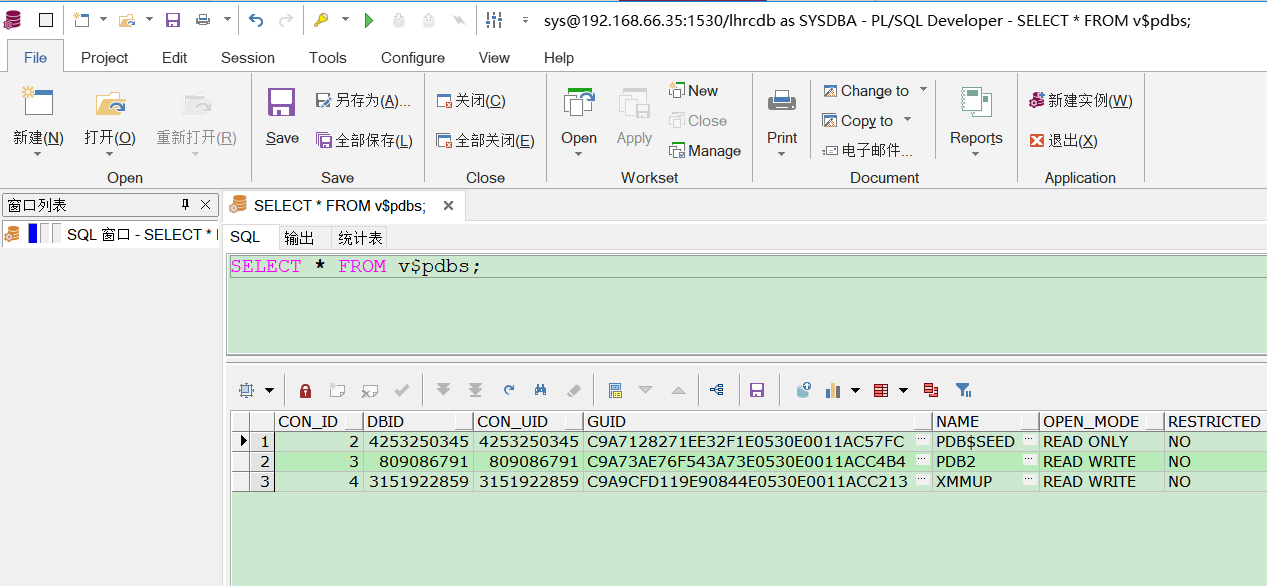 sys@192.168.66.35:1530/lhrcdb as SYSDBA - PL/SQL Developer - SELECT * FROM v$pdbs;
File Project Edit Session Tools Configure View Help
新建(N) 打开(O) 重新打开(R)
Open
Save 另存为(A)...
全部保存(L)
Save
关闭(C)
全部关闭(E)
Close
Open Apply New
Close
Manage
Workset
Print Change to
Copy to
电子邮件...
Document
Reports
新建实例(W)
退出(X)
Application
窗口列表
SQL 窗口 - SELECT *
SELECT * FROM v$pdbs;
SQL 输出 统计表
SELECT * FROM v$pdbs;
CON_ID DBID CON_UID GUID NAME OPEN_MODE RESTRICTED
1 2 4253250345 4253250345 C9A7128271EE32F1E0530E0011AC57FC ... PDB$SEED ... READ ONLY NO
2 3 809086791 809086791 C9A73AE76F543A73E0530E0011ACC4B4 ... PDB2 ... READ WRITE NO
3 4 3151922859 3151922859 C9A9CFD119E90844E0530E0011ACC213 ... XMMUP ... READ WRITE NO